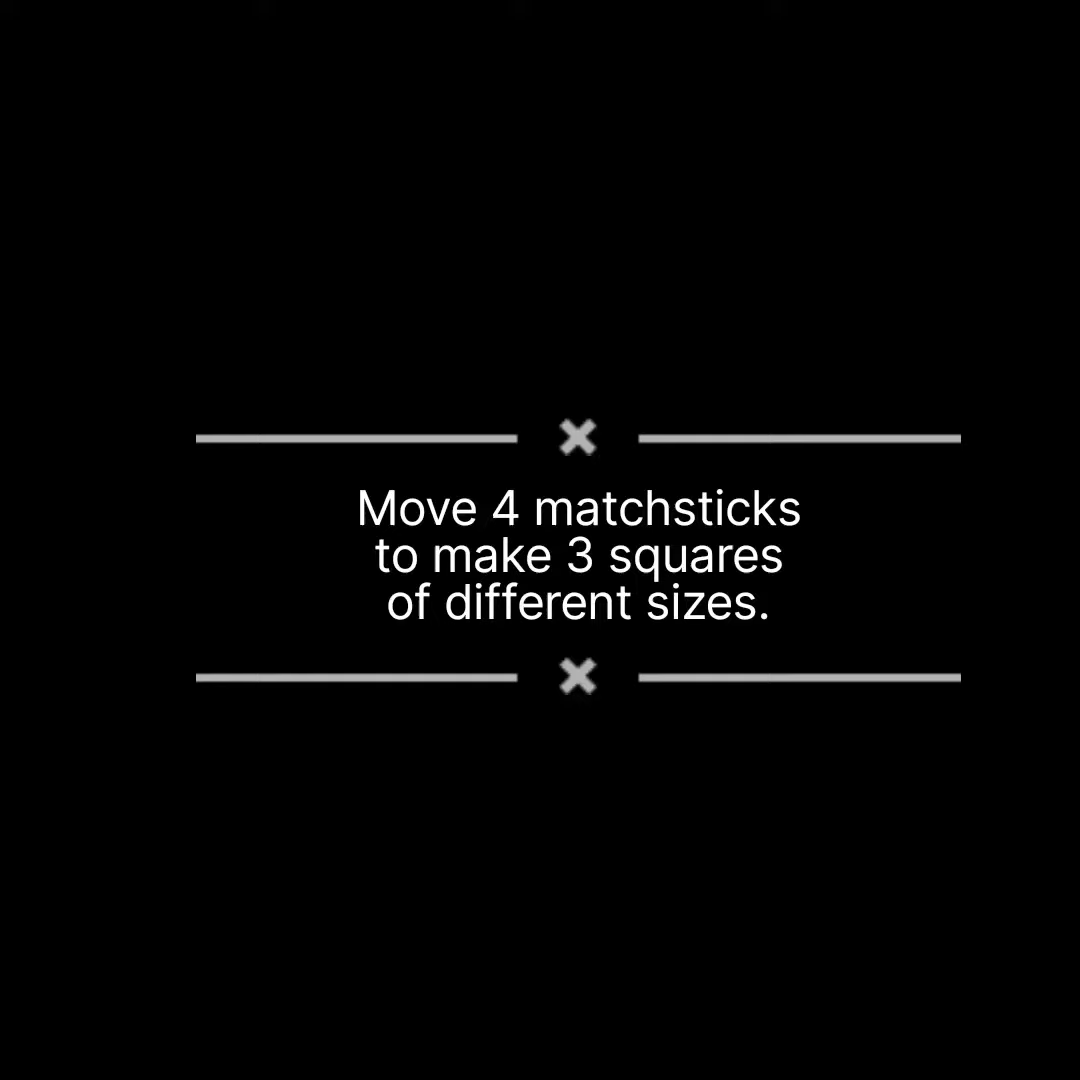 Move 4 matchsticks
to make 3 squares
of different sizes.